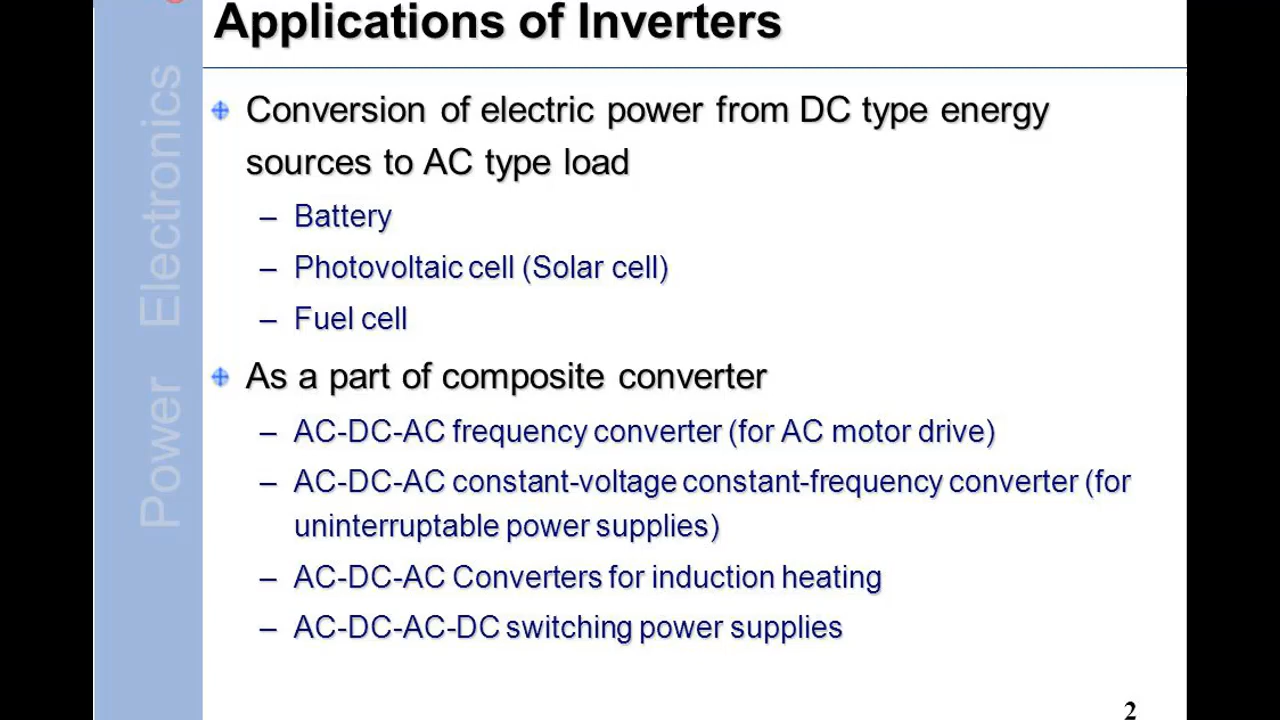 Applications of Inverters
Power Electronics
Conversion of electric power from DC type energy
sources to AC type load
– Battery
– Photovoltaic cell (Solar cell)
– Fuel cell
As a part of composite converter
– AC-DC-AC frequency converter (for AC motor drive)
– AC-DC-AC constant-voltage constant-frequency converter (for
uninterruptable power supplies)
– AC-DC-AC Converters for induction heating
– AC-DC-AC-DC switching power supplies
2